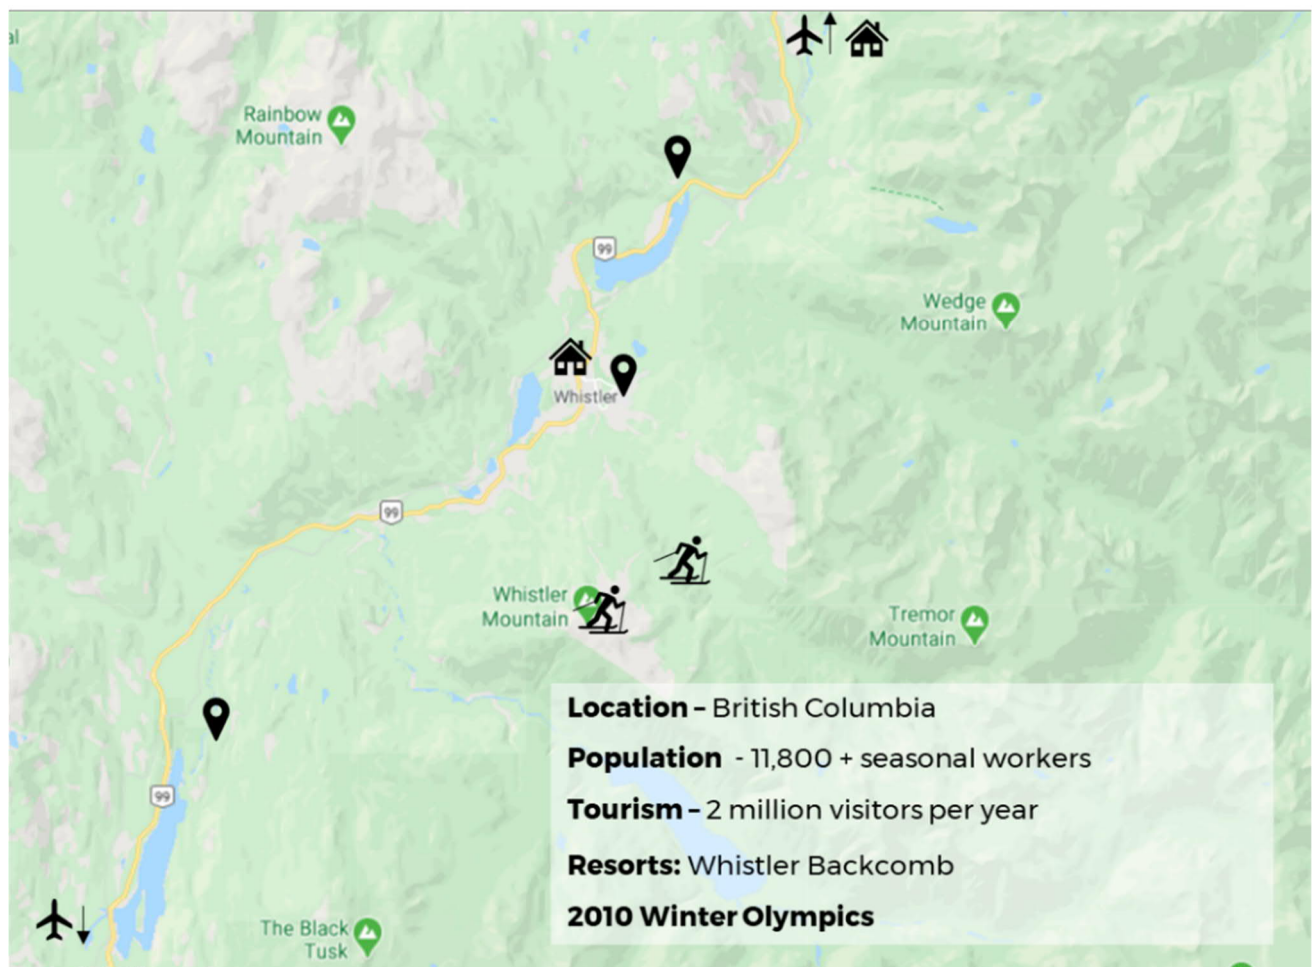 al
Rainbow
Mountain
99
Wedge
Mountain
Whistler
99
Whistler
Mountain
Tremor
Mountain
99
The Black
Tusk
Location – British Columbia
Population - 11,800 + seasonal workers
Tourism – 2 million visitors per year
Resorts: Whistler Backcomb
2010 Winter Olympics